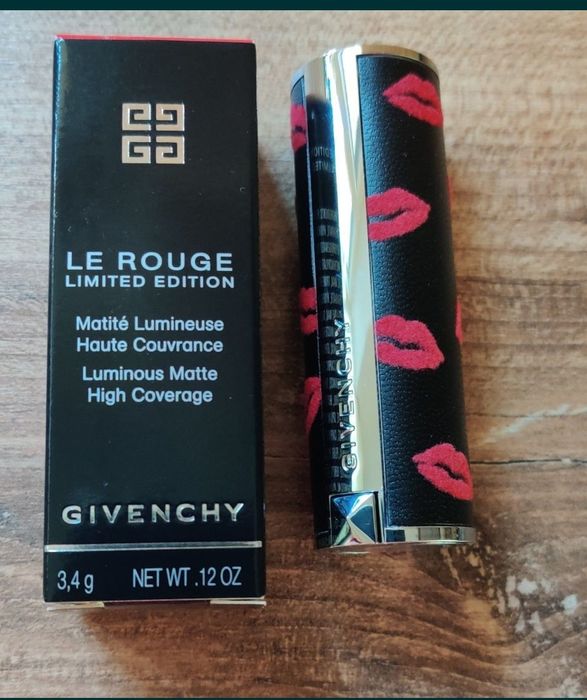 LE ROUGE
LIMITED EDITION
Matité Lumineuse
Haute Couvrance
Luminous Matte
High Coverage
GIVENCHY
3,4 g NET WT .12 OZ
GIVENCHY